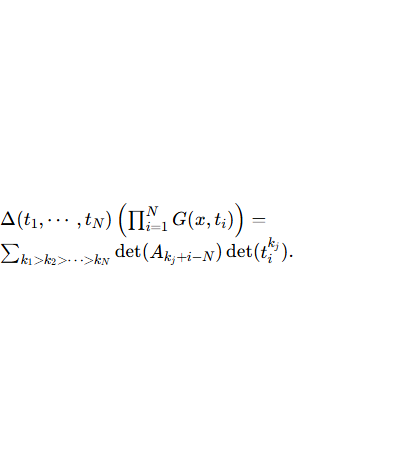 Δ(t₁, ⋯ , t_N) (∏_{i=1}^{N} G(x, t_i)) =
∑_{k₁>k₂>⋯>k_N} det(A_{k_j+i−N}) det(t_i^{k_j}).